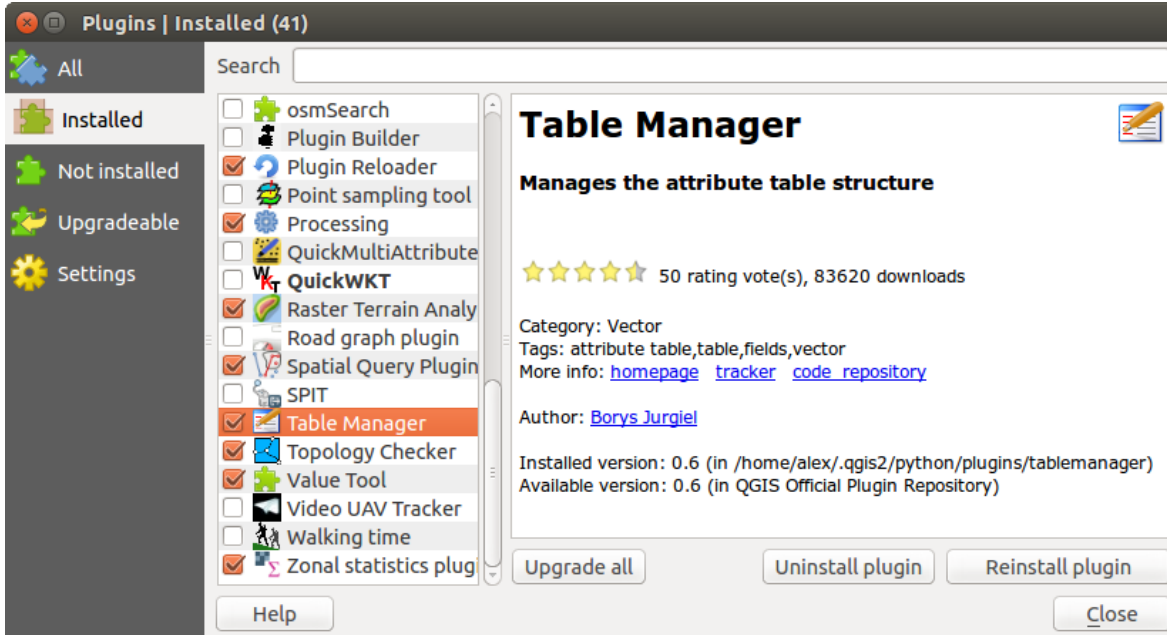 Plugins | Installed (41)
All
Installed
Not installed
Upgradeable
Settings
Search
osmSearch
Plugin Builder
Plugin Reloader
Point sampling tool
Processing
QuickMultiAttribute
QuickWKT
Raster Terrain Analy
Road graph plugin
Spatial Query Plugin
SPIT
Table Manager
Topology Checker
Value Tool
Video UAV Tracker
Walking time
Zonal statistics plug
Table Manager
Manages the attribute table structure
50 rating vote(s), 83620 downloads
Category: Vector
Tags: attribute table,table,fields,vector
More info: homepage tracker code_repository
Author: Borys Jurgiel
Installed version: 0.6 (in /home/alex/.qgis2/python/plugins/tablemanager)
Available version: 0.6 (in QGIS Official Plugin Repository)
Upgrade all
Uninstall plugin
Reinstall plugin
Help
Close